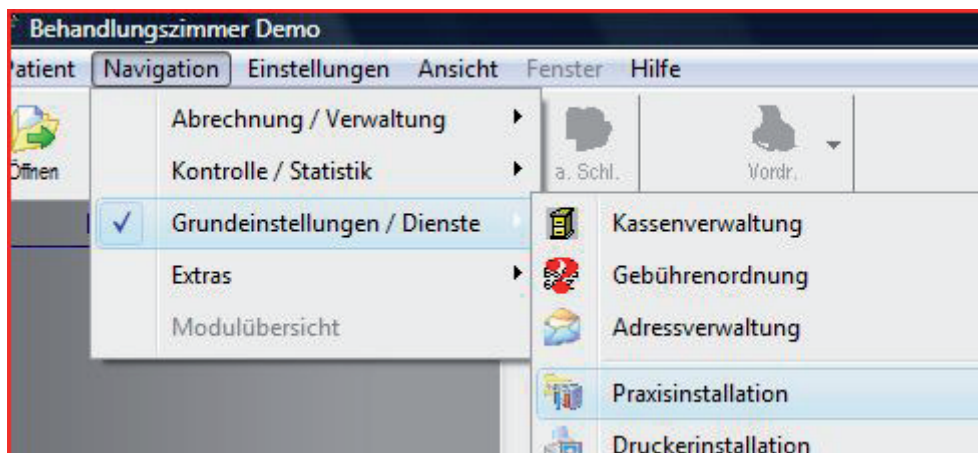 Behandlungszimmer Demo
Patient Navigation Einstellungen Ansicht Fenster Hilfe
Öffnen a. Schl. Vordr.
Abrechnung / Verwaltung
Kontrolle / Statistik
Grundeinstellungen / Dienste
Extras
Modulübersicht
Kassenverwaltung
Gebührenordnung
Adressverwaltung
Praxisinstallation
Druckerinstallation